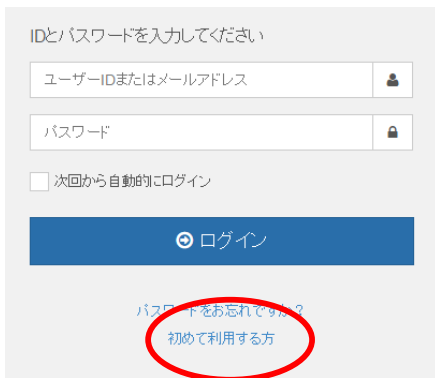 IDとパスワードを入力してください
ユーザーIDまたはメールアドレス
パスワード
次回から自動的にログイン
ログイン
パスワードをお忘れですか？
初めて利用する方